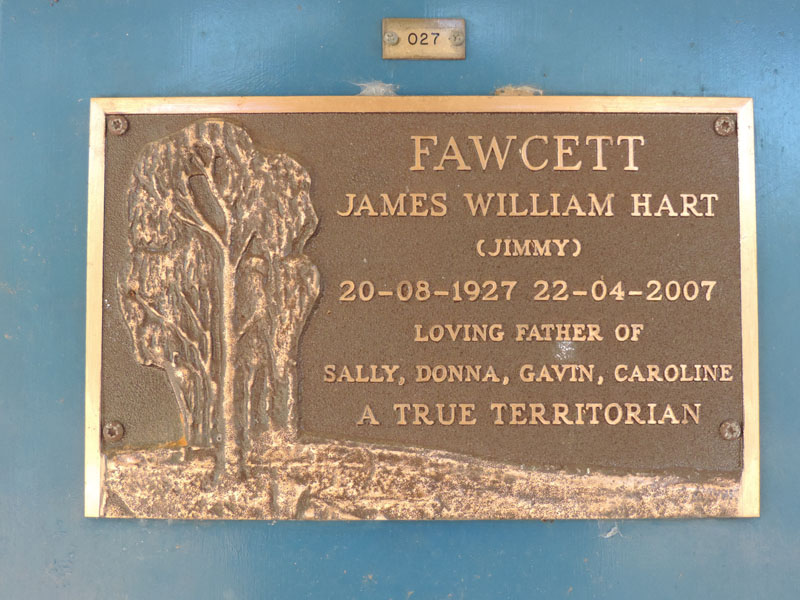 027
FAWCETT
JAMES WILLIAM HART
(JIMMY)
20-08-1927 22-04-2007
LOVING FATHER OF
SALLY, DONNA, GAVIN, CAROLINE
A TRUE TERRITORIAN